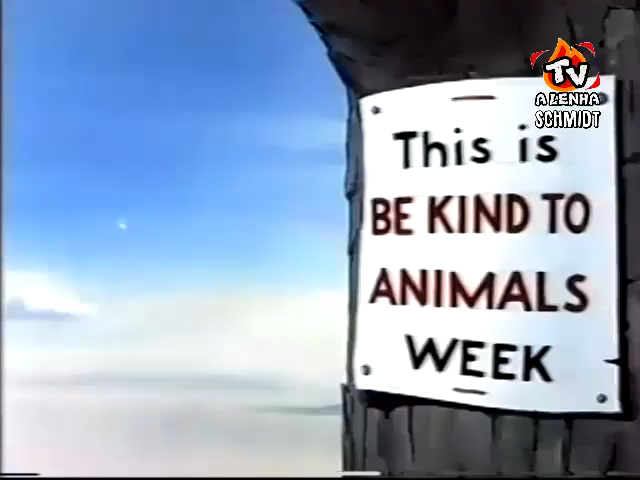 TV
A LENHA
SCHMIDT
This is
BE KIND TO
ANIMALS
WEEK